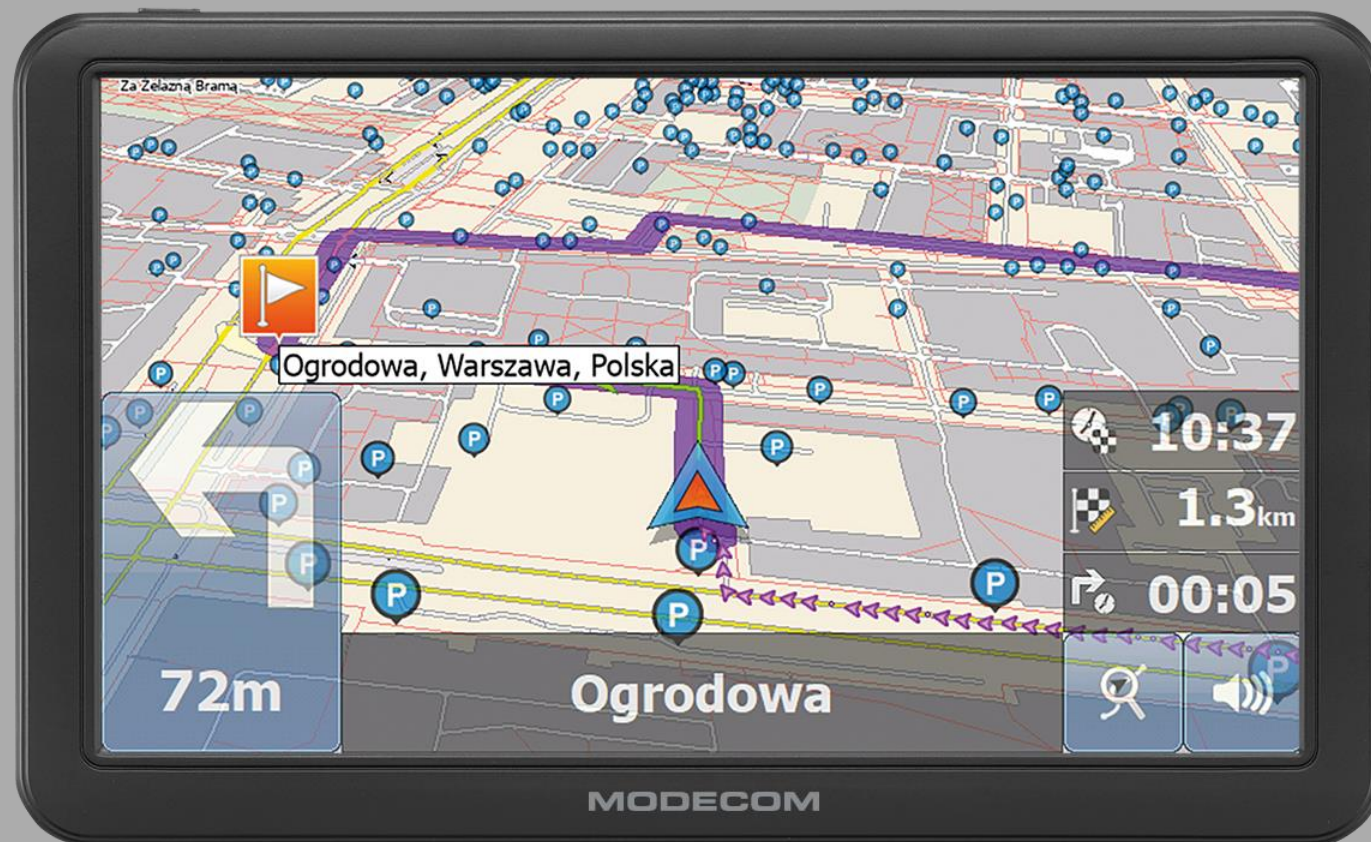 Za Żelazną Bramą
Ogrodowa, Warszawa, Polska
10:37
1.3km
00:05
72m
Ogrodowa
MODECOM